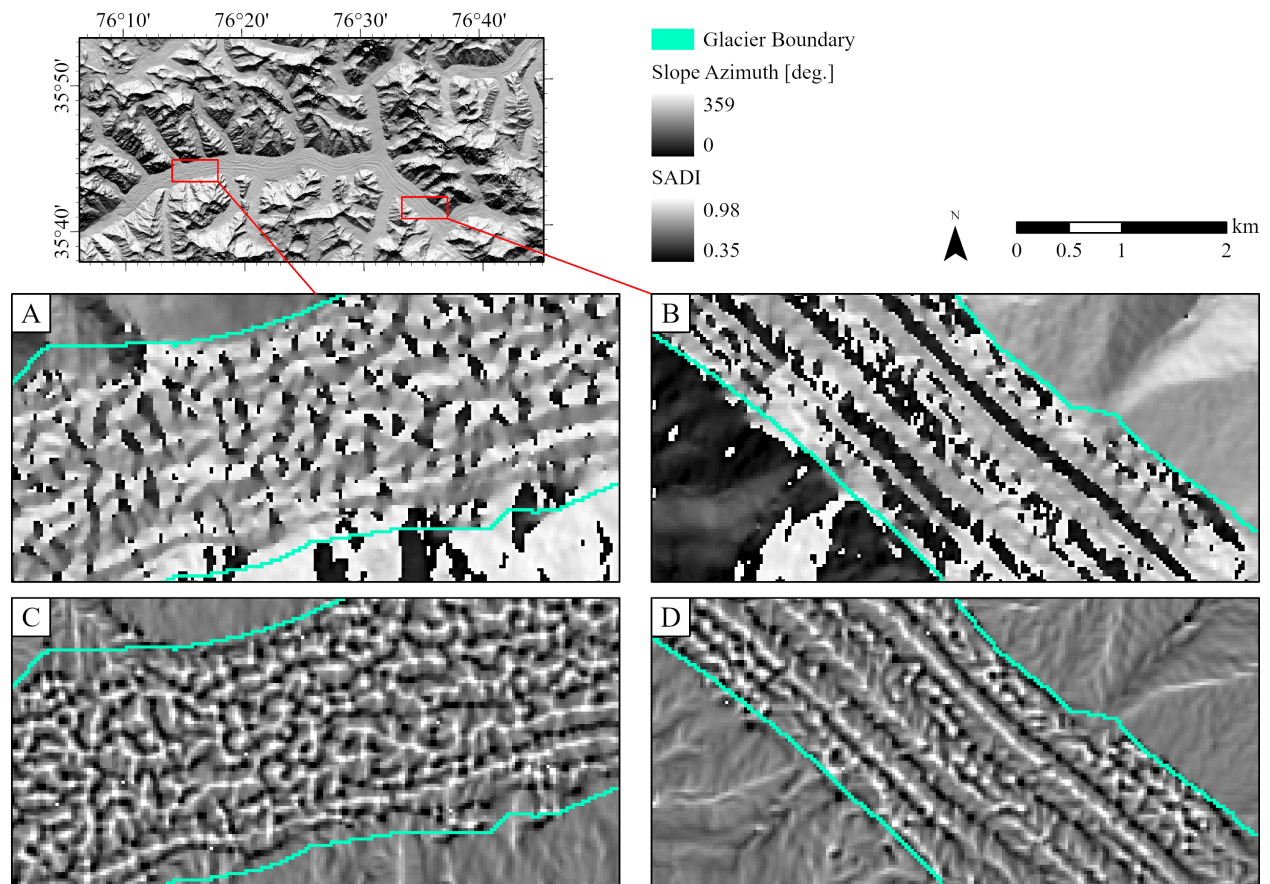 76°10' 76°20' 76°30' 76°40'
35°50'
35°40'
Glacier Boundary
Slope Azimuth [deg.]
359
0
SADI
0.98
0.35
N
km
0 0.5 1 2
A
B
C
D